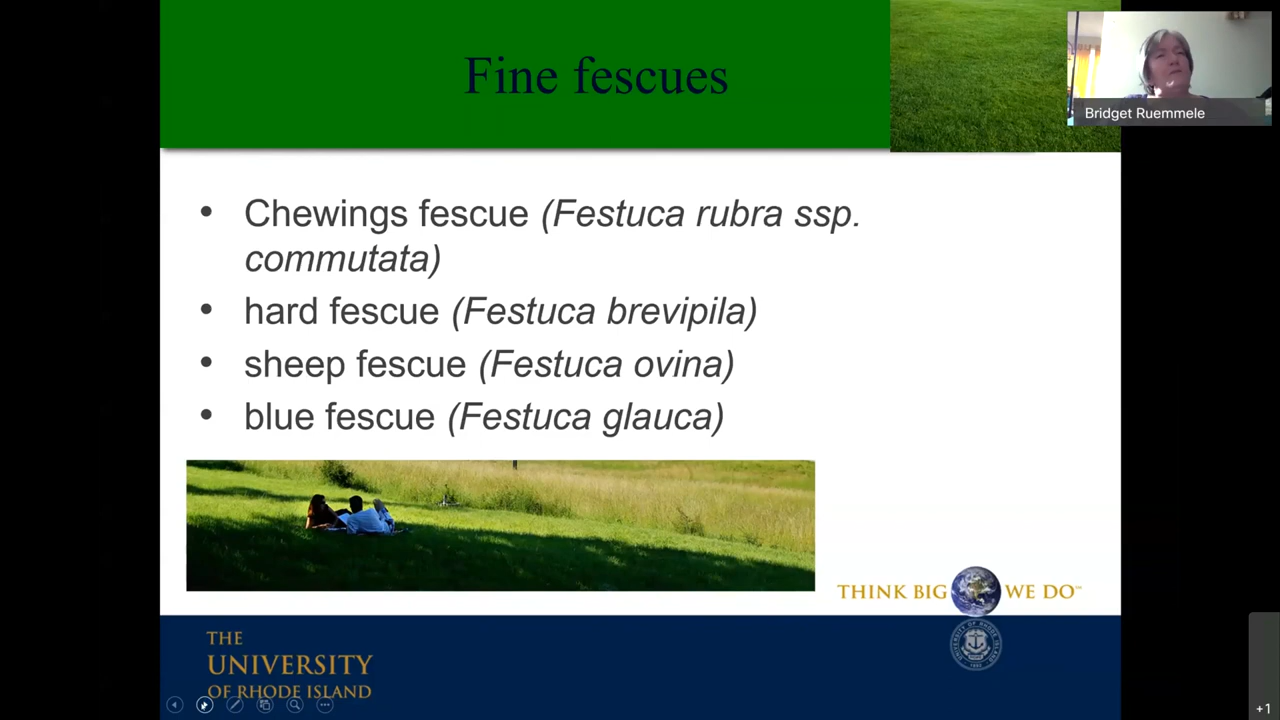 Fine fescues
Bridget Ruemmele
• Chewings fescue (Festuca rubra ssp.
commutata)
• hard fescue (Festuca brevipila)
• sheep fescue (Festuca ovina)
• blue fescue (Festuca glauca)
THINK BIG WE DO™
THE
UNIVERSITY
OF RHODE ISLAND
+1